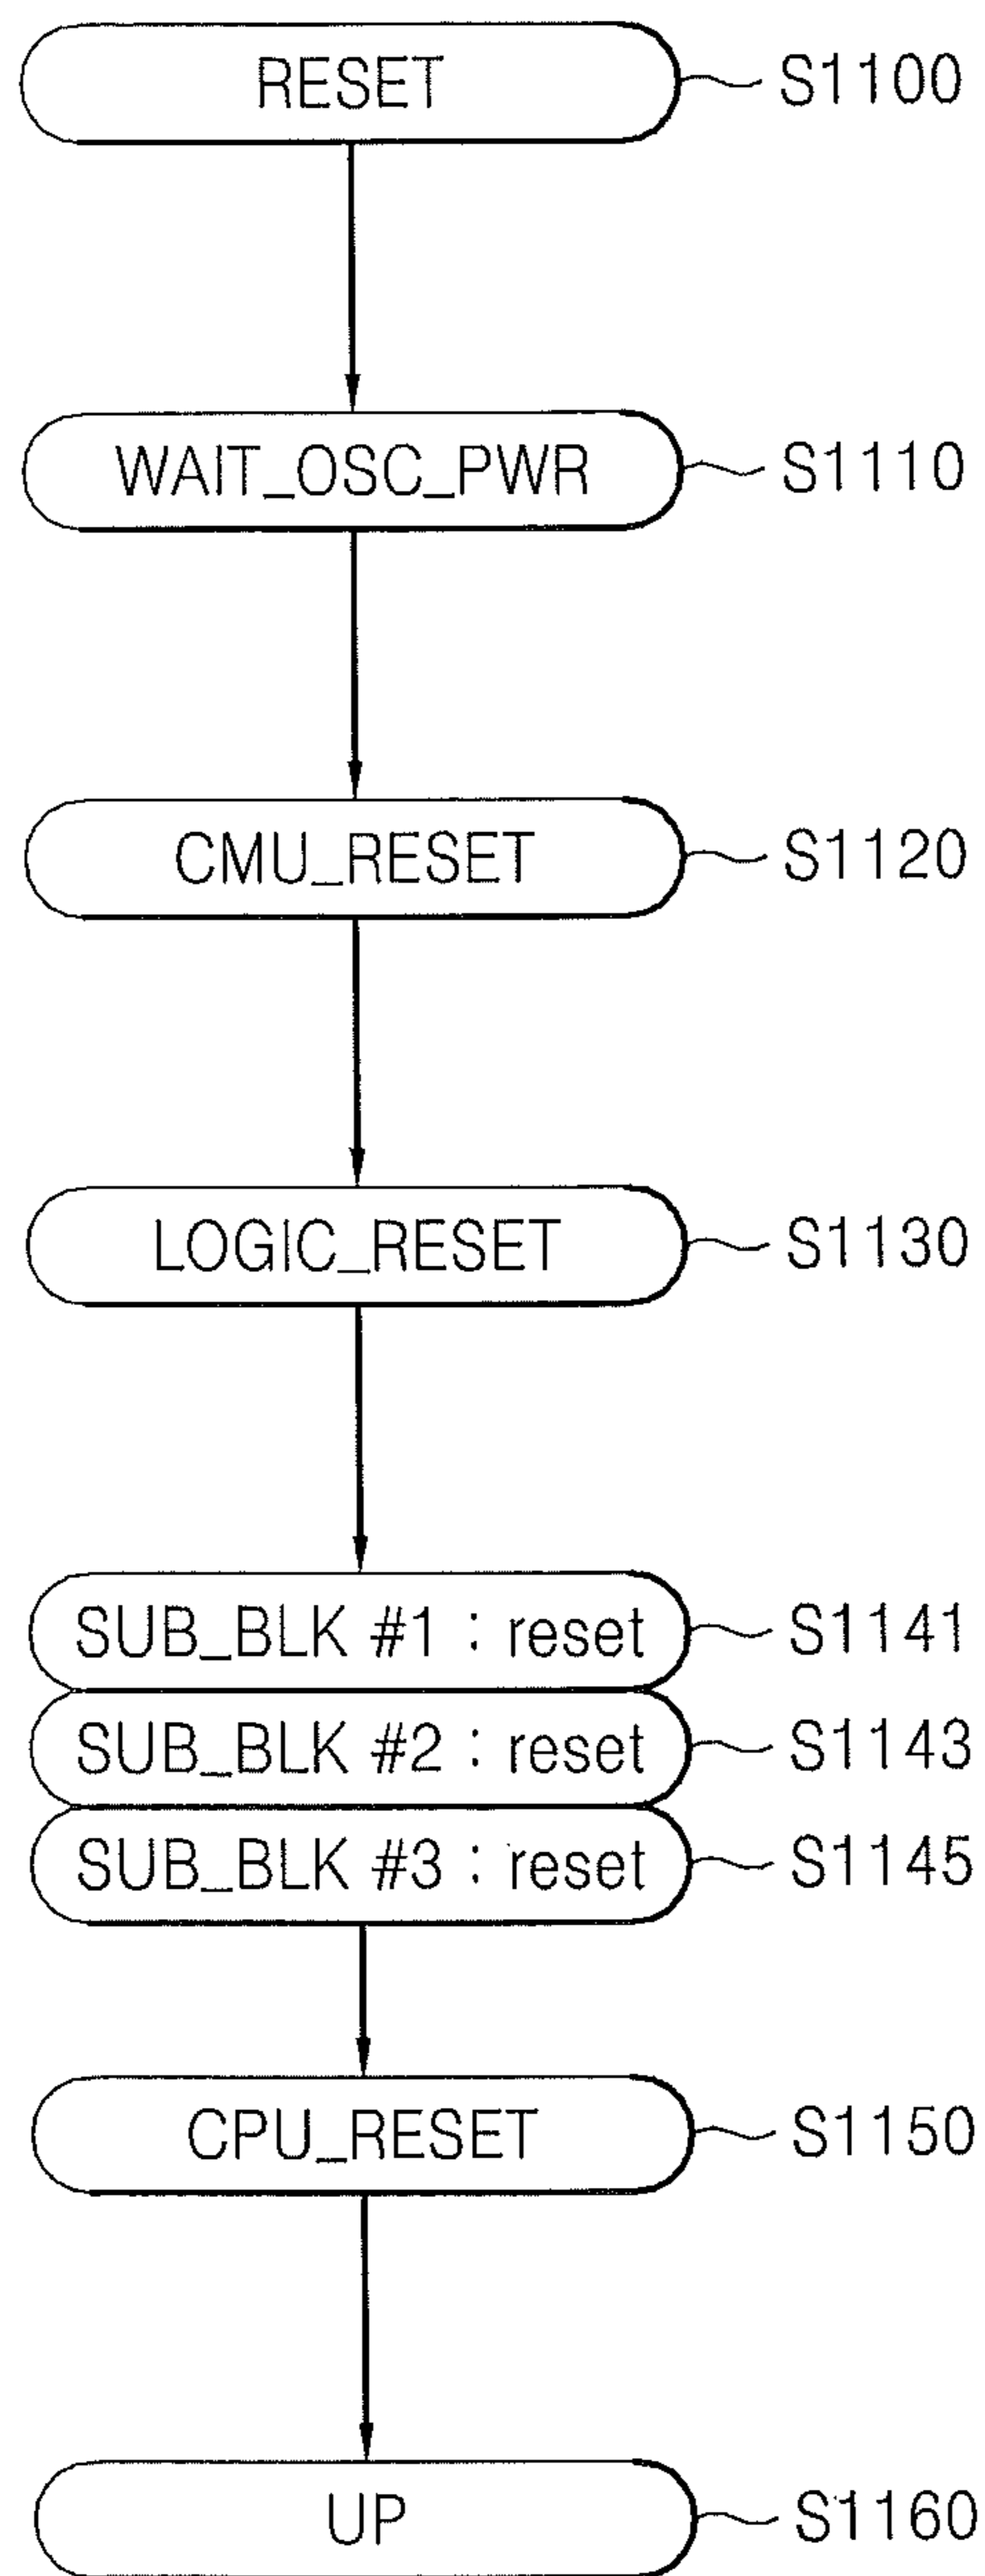 RESET S1100
WAIT_OSC_PWR S1110
CMU_RESET S1120
LOGIC_RESET S1130
SUB_BLK #1 : reset S1141
SUB_BLK #2 : reset S1143
SUB_BLK #3 : reset S1145
CPU_RESET S1150
UP S1160